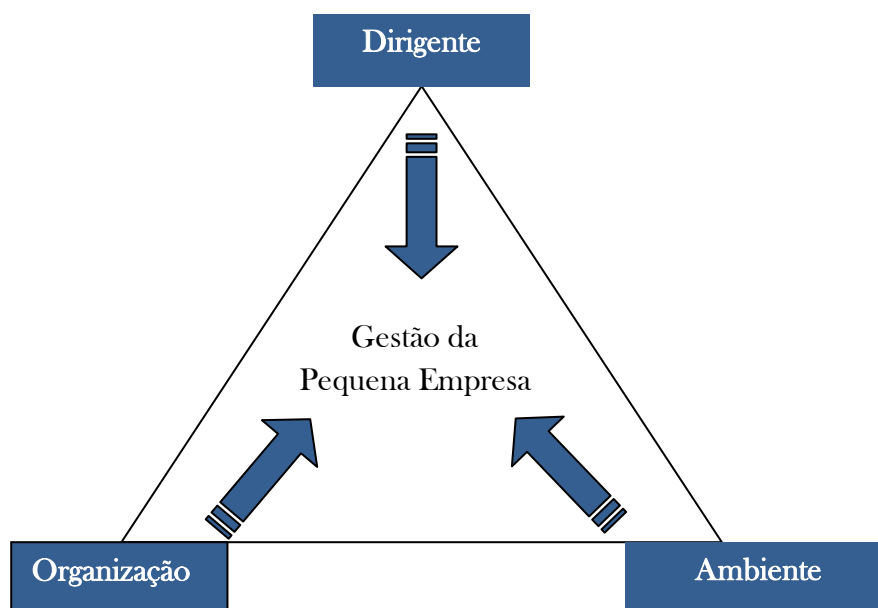 Dirigente
Gestão da
Pequena Empresa
Organização
Ambiente